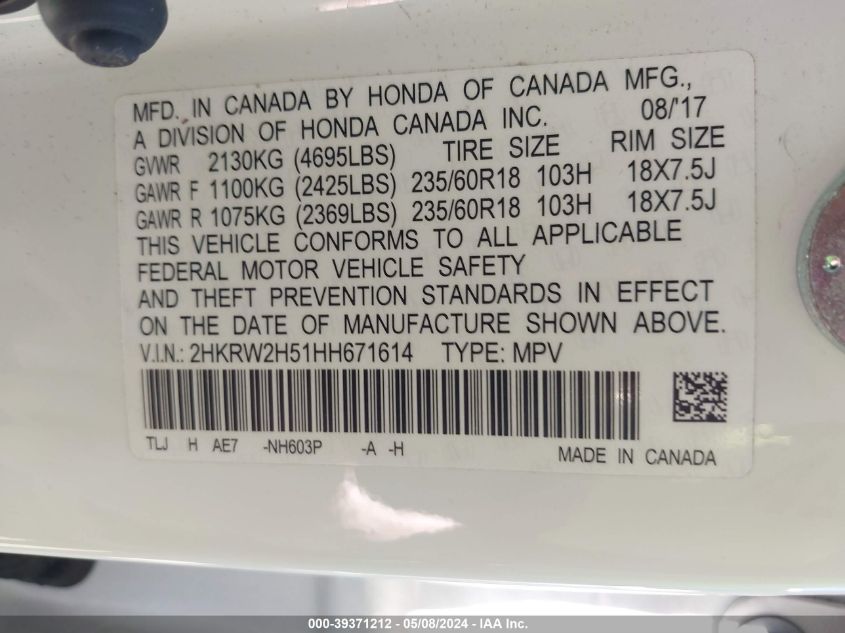 MFD. IN CANADA BY HONDA OF CANADA MFG.,
A DIVISION OF HONDA CANADA INC. 08/'17
GVWR 2130KG (4695LBS) TIRE SIZE RIM SIZE
GAWR F 1100KG (2425LBS) 235/60R18 103H 18X7.5J
GAWR R 1075KG (2369LBS) 235/60R18 103H 18X7.5J
THIS VEHICLE CONFORMS TO ALL APPLICABLE
FEDERAL MOTOR VEHICLE SAFETY
AND THEFT PREVENTION STANDARDS IN EFFECT
ON THE DATE OF MANUFACTURE SHOWN ABOVE.
V.I.N.: 2HKRW2H51HH671614 TYPE: MPV
TLJ H AE7 -NH603P -A -H MADE IN CANADA
000-39371212 - 05/08/2024 - IAA Inc.